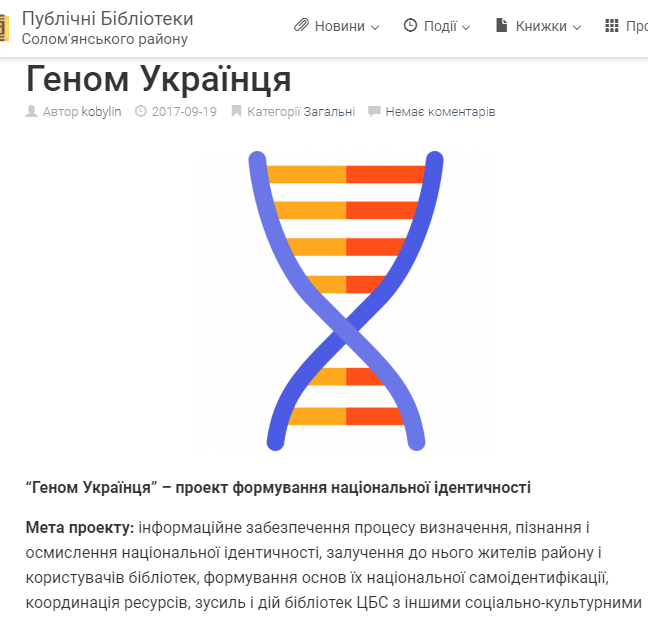 Публічні Бібліотеки
Солом'янського району
Новини
Події
Книжки
Геном Українця
Автор kobylin 2017-09-19 Категорії Загальні Немає коментарів
“Геном Українця” – проект формування національної ідентичності
Мета проекту: інформаційне забезпечення процесу визначення, пізнання і
осмислення національної ідентичності, залучення до нього жителів району і
користувачів бібліотек, формування основ їх національної самоідентифікації,
координація ресурсів, зусиль і дій бібліотек ЦБС з іншими соціально-культурними